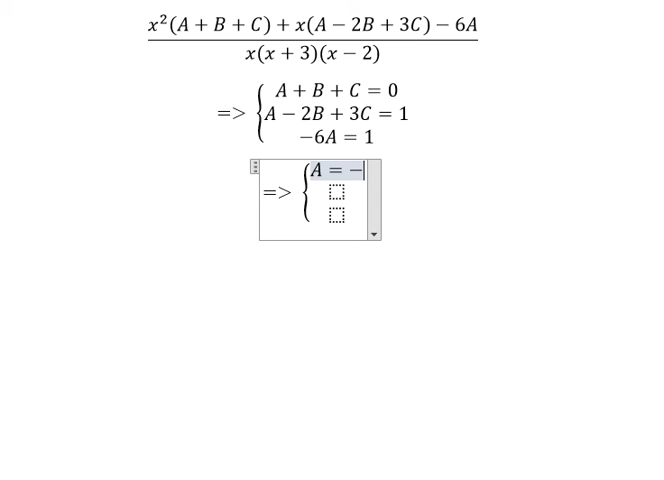 x²(A + B + C) + x(A − 2B + 3C) − 6A
x(x + 3)(x − 2)
A + B + C = 0
=> A − 2B + 3C = 1
−6A = 1
A = −
=>